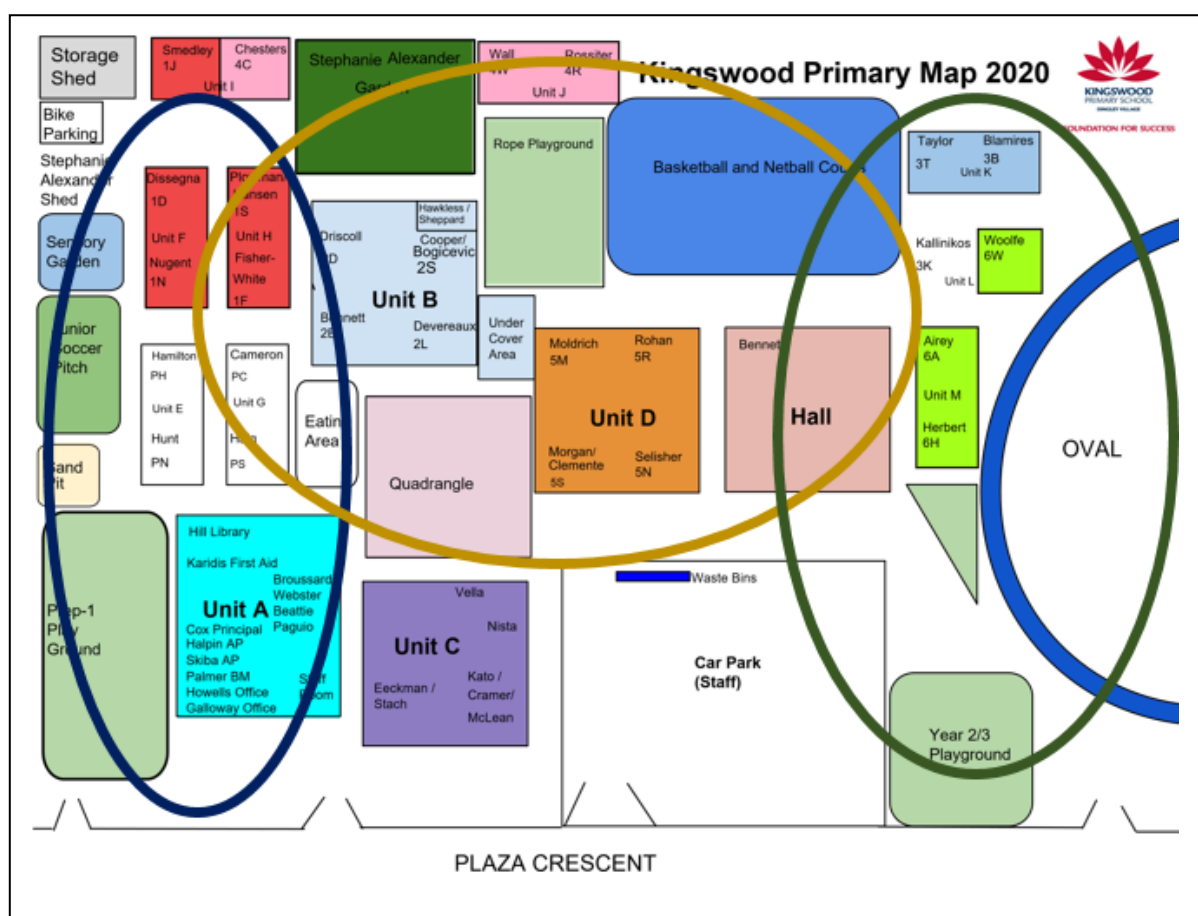 Kingswood Primary Map 2020
KINGSWOOD
PRIMARY SCHOOL
FOUNDATION FOR SUCCESS
Storage
Shed
Bike
Parking
Stephanie
Alexander
Shed
Sensory
Garden
Junior
Soccer
Pitch
Sand
Pit
Prep-1
Play
Ground
Smedley
1J
Chesters
4C
Unit I
Stephanie Alexander
Garden
Wall
4W
Rossiter
4R
Unit J
Dissegna
1D
Unit F
Nugent
1N
Hansen
1S
Unit H
Fisher-
White
1F
Hamilton
PH
Unit E
Hunt
PN
Cameron
PC
Unit G
PS
Eating
Area
Hawkless /
Sheppard
Driscoll
Cooper/
Bogicevic
2S
Unit B
Bennett
Devereaux
2L
Rope Playground
Under
Cover
Area
Basketball and Netball Courts
Moldrich
5M
Rohan
5R
Unit D
Morgan/
Clemente
5S
Selisher
5N
Bennet
Hall
Taylor
3T
Blamires
3B
Unit K
Kallinikos
3K
Unit L
Woolfe
6W
Airey
6A
Unit M
Herbert
6H
OVAL
Quadrangle
Hill Library
Karidis First Aid
Broussard
Webster
Beattie
Paguio
Unit A
Cox Principal
Halpin AP
Skiba AP
Palmer BM
Howells Office
Galloway Office
Staff
Room
Vella
Nista
Unit C
Eeckman /
Stach
Kato /
Cramer/
McLean
Waste Bins
Car Park
(Staff)
Year 2/3
Playground
PLAZA CRESCENT